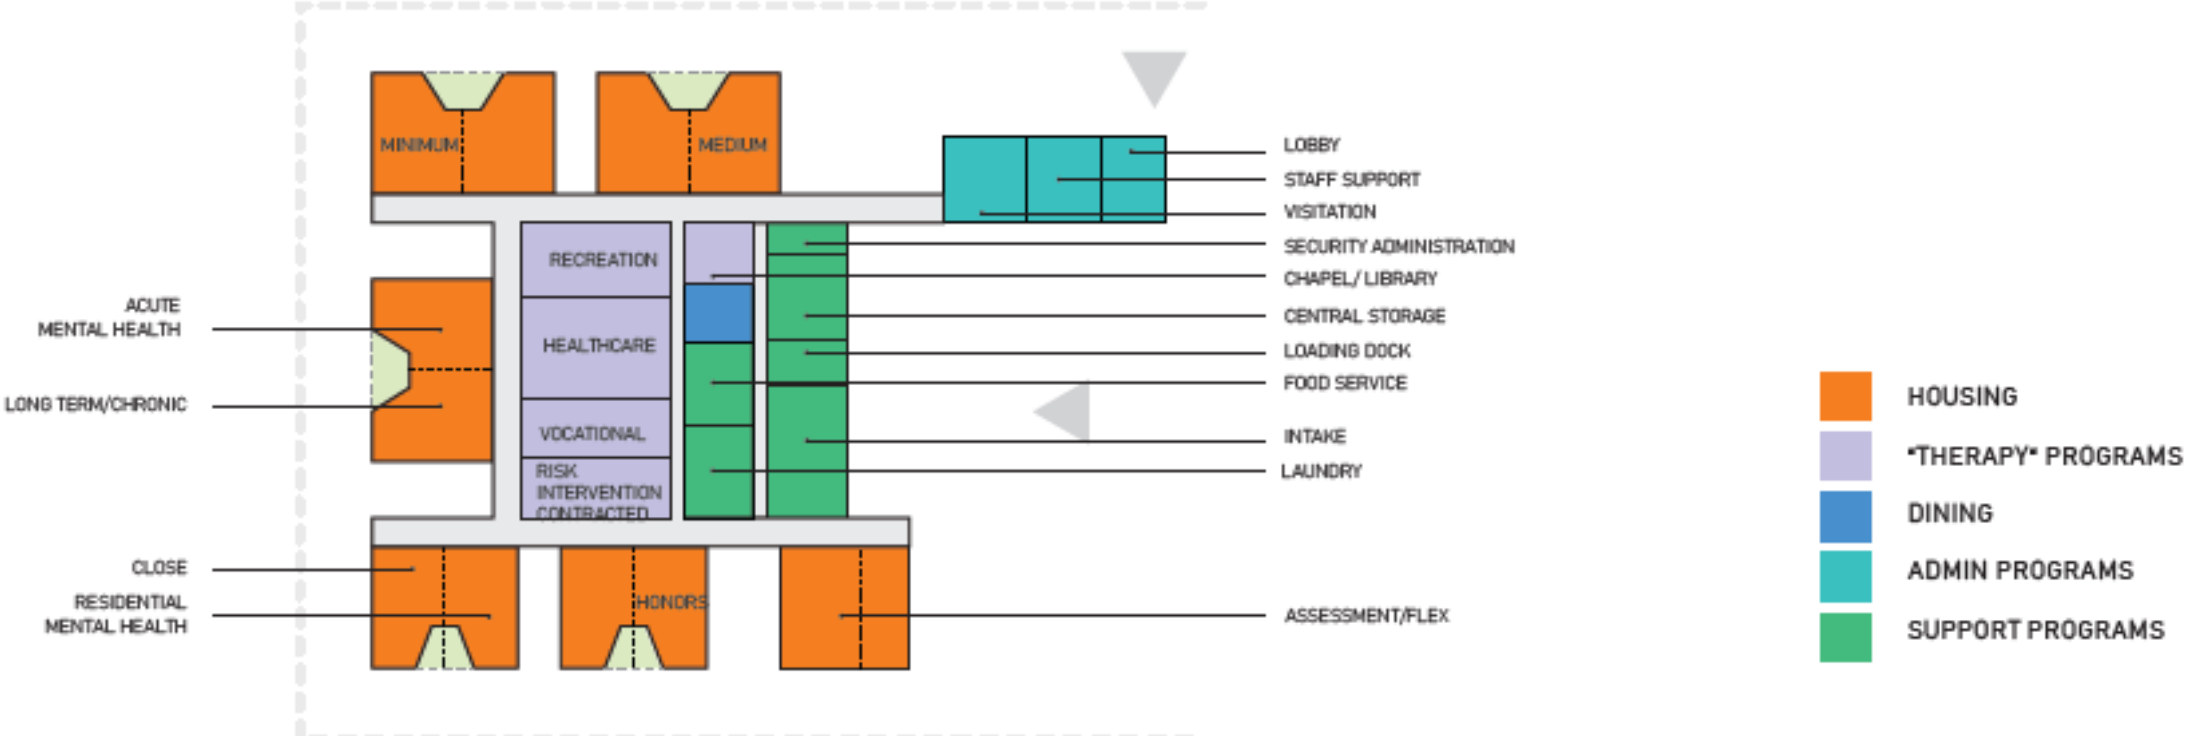 MINIMUM
MEDIUM
LOBBY
STAFF SUPPORT
VISITATION
SECURITY ADMINISTRATION
CHAPEL/ LIBRARY
CENTRAL STORAGE
LOADING DOCK
FOOD SERVICE
INTAKE
LAUNDRY
RECREATION
HEALTHCARE
VOCATIONAL
RISK
INTERVENTION
CONTRACTED
ACUTE
MENTAL HEALTH
LONG TERM/CHRONIC
CLOSE
RESIDENTIAL
MENTAL HEALTH
HONORS
ASSESSMENT/FLEX
HOUSING
"THERAPY" PROGRAMS
DINING
ADMIN PROGRAMS
SUPPORT PROGRAMS